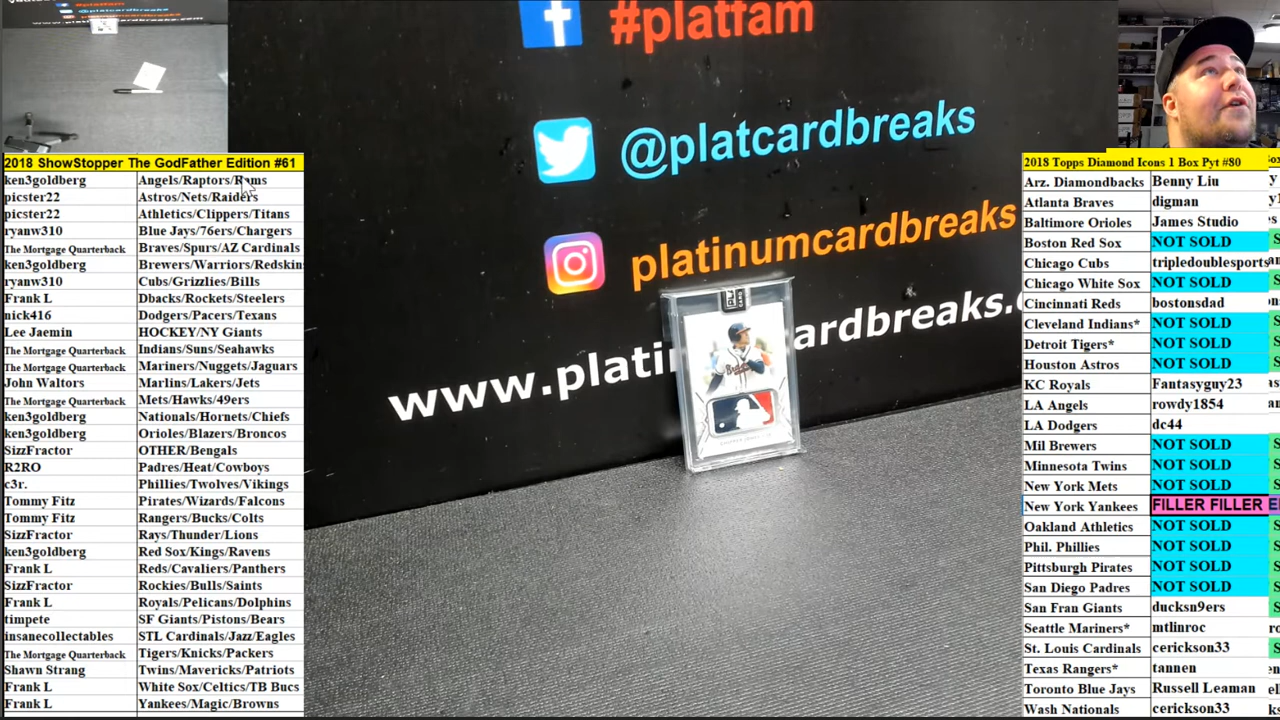 #platfam
@platcardbreaks
platinumcardbreaks
2018 ShowStopper The GodFather Edition #61
ken3goldberg Angels/Raptors/Rams
picster22 Astros/Nets/Raiders
picster22 Athletics/Clippers/Titans
ryanw310 Blue Jays/76ers/Chargers
The Mortgage Quarterback Braves/Spurs/AZ Cardinals
ken3goldberg Brewers/Warriors/Redskin
ryanw310 Cubs/Grizzlies/Bills
Frank L Dbacks/Rockets/Steelers
nick416 Dodgers/Pacers/Texans
Lee Jaemin HOCKEY/NY Giants
The Mortgage Quarterback Indians/Suns/Seahawks
The Mortgage Quarterback Mariners/Nuggets/Jaguars
John Waltors Marlins/Lakers/Jets
The Mortgage Quarterback Mets/Hawks/49ers
ken3goldberg Nationals/Hornets/Chiefs
ken3goldberg Orioles/Blazers/Broncos
SizzFractor OTHER/Bengals
R2RO Padres/Heat/Cowboys
c3r. Phillies/Twolves/Vikings
Tommy Fitz Pirates/Wizards/Falcons
Tommy Fitz Rangers/Bucks/Colts
SizzFractor Rays/Thunder/Lions
ken3goldberg Red Sox/Kings/Ravens
Frank L Reds/Cavaliers/Panthers
SizzFractor Rockies/Bulls/Saints
Frank L Royals/Pelicans/Dolphins
timpete SF Giants/Pistons/Bears
insanecollectables STL Cardinals/Jazz/Eagles
The Mortgage Quarterback Tigers/Knicks/Packers
Shawn Strang Twins/Mavericks/Patriots
Frank L White Sox/Celtics/TB Bucs
Frank L Yankees/Magic/Browns
2018 Topps Diamond Icons 1 Box Pyt #80
Arz. Diamondbacks Benny Liu
Atlanta Braves digman
Baltimore Orioles James Studio
Boston Red Sox NOT SOLD
Chicago Cubs tripledoublesports
Chicago White Sox NOT SOLD
Cincinnati Reds bostonsdad
Cleveland Indians* NOT SOLD
Detroit Tigers* NOT SOLD
Houston Astros NOT SOLD
KC Royals Fantasyguy23
LA Angels rowdy1854
LA Dodgers dc44
Mil Brewers NOT SOLD
Minnesota Twins NOT SOLD
New York Mets NOT SOLD
New York Yankees FILLER FILLER
Oakland Athletics NOT SOLD
Phil. Phillies NOT SOLD
Pittsburgh Pirates NOT SOLD
San Diego Padres NOT SOLD
San Fran Giants ducksn9ers
Seattle Mariners* mtlinroc
St. Louis Cardinals cerickson33
Texas Rangers* tannen
Toronto Blue Jays Russell Leaman
Wash Nationals cerickson33